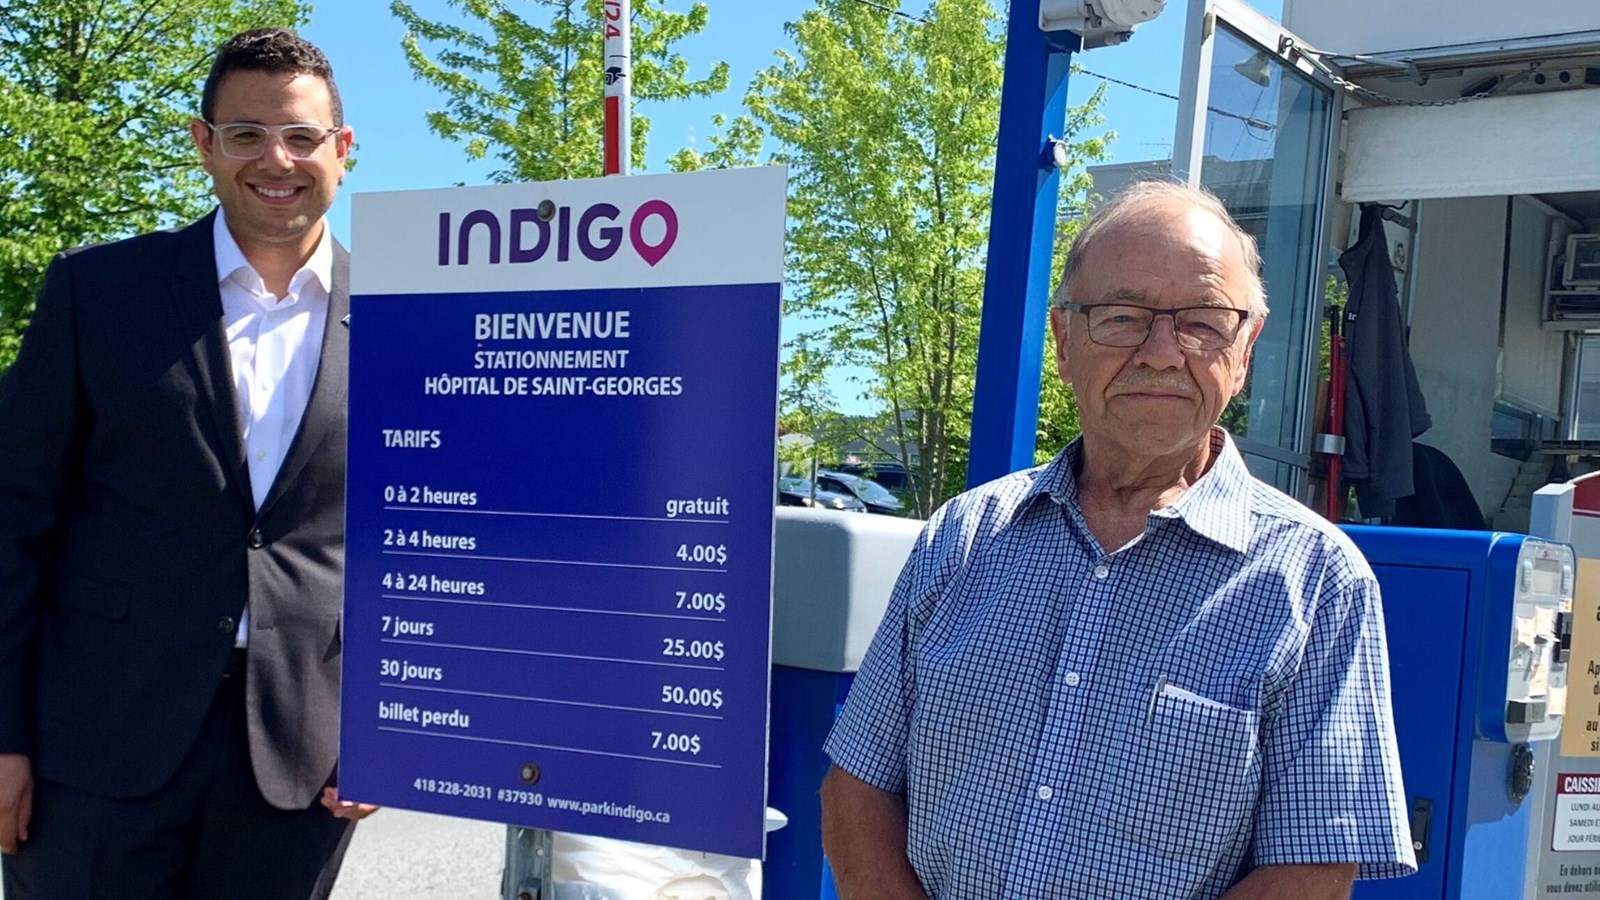 INDIGO
BIENVENUE
STATIONNEMENT
HÔPITAL DE SAINT-GEORGES
TARIFS
0 à 2 heures gratuit
2 à 4 heures 4.00$
4 à 24 heures 7.00$
7 jours 25.00$
30 jours 50.00$
billet perdu 7.00$
418 228-2031 #37930 www.parkindigo.ca